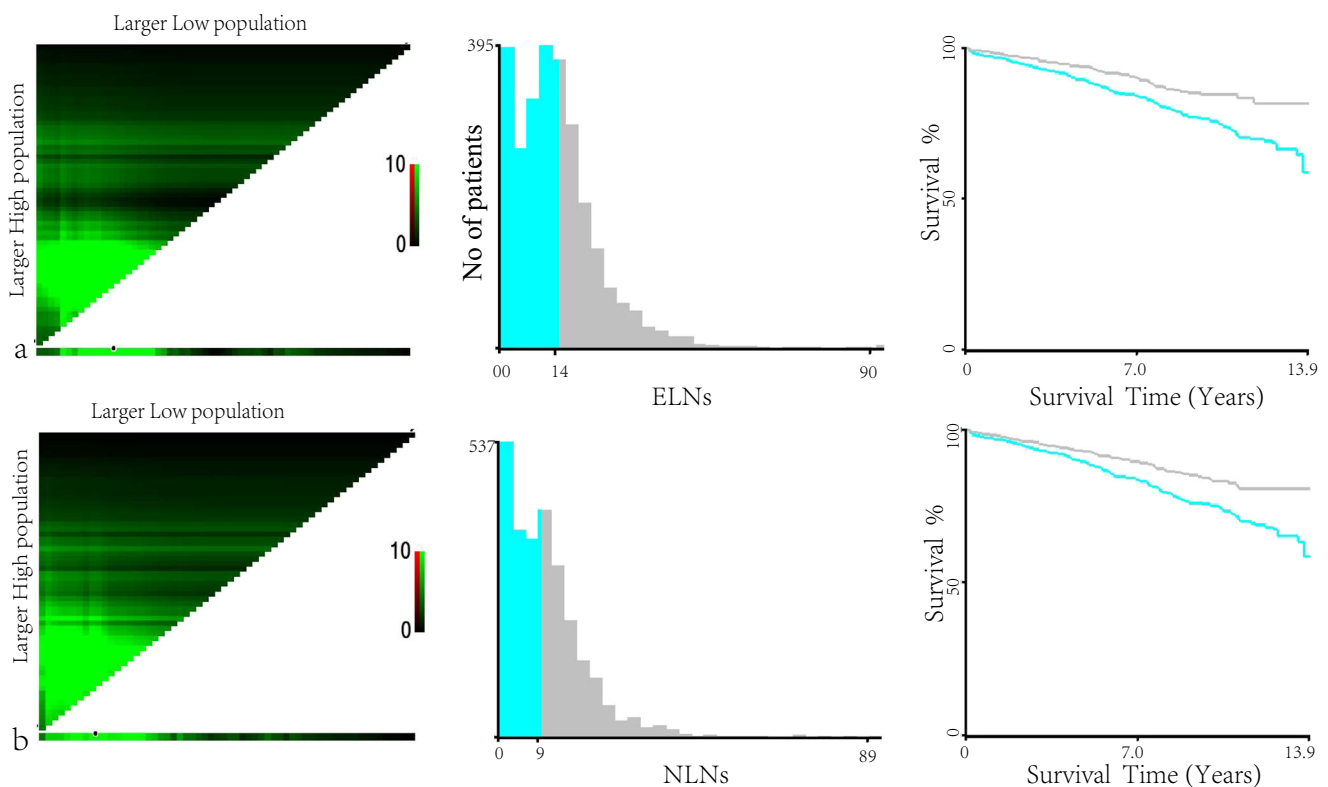 Larger Low population
Larger High population
10
0
a
395
No of patients
00 14 90
ELNs
100
50
0
Survival %
0 7.0 13.9
Survival Time (Years)
Larger Low population
Larger High population
10
0
b
537
0 9 89
NLNs
100
50
0
Survival %
0 7.0 13.9
Survival Time (Years)